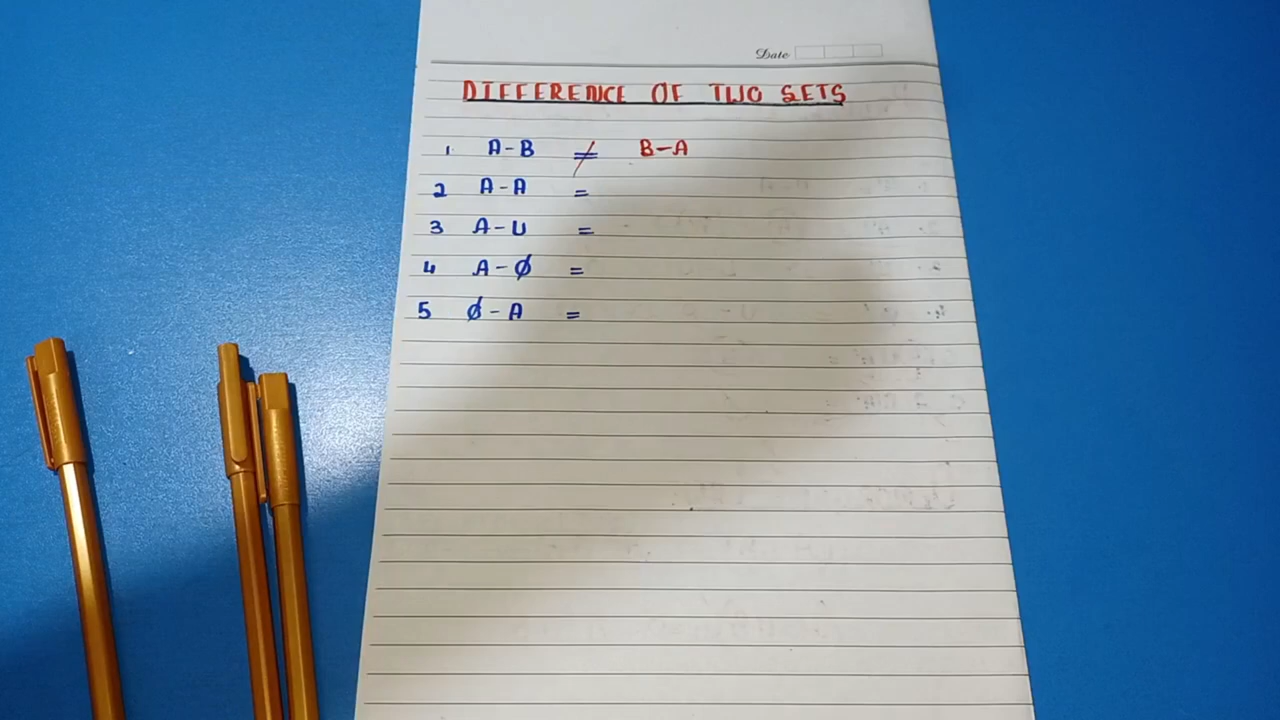 Date
DIFFERENCE OF TWO SETS
1. A-B ≠ B-A
2 A-A =
3 A-U =
4 A-ø =
5 ø-A =